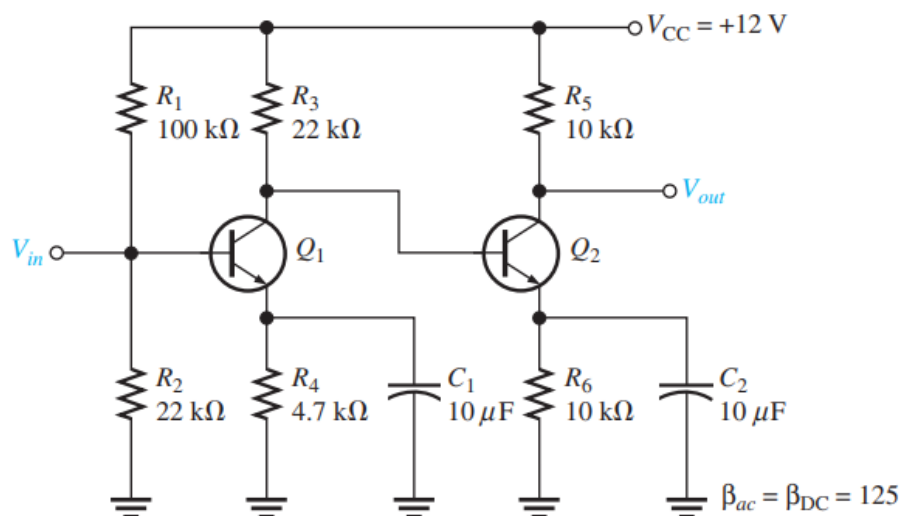 V_CC = +12 V
R_1
100 kΩ
R_3
22 kΩ
R_5
10 kΩ
V_out
V_in
Q_1
Q_2
R_2
22 kΩ
R_4
4.7 kΩ
C_1
10 μF
R_6
10 kΩ
C_2
10 μF
β_ac = β_DC = 125